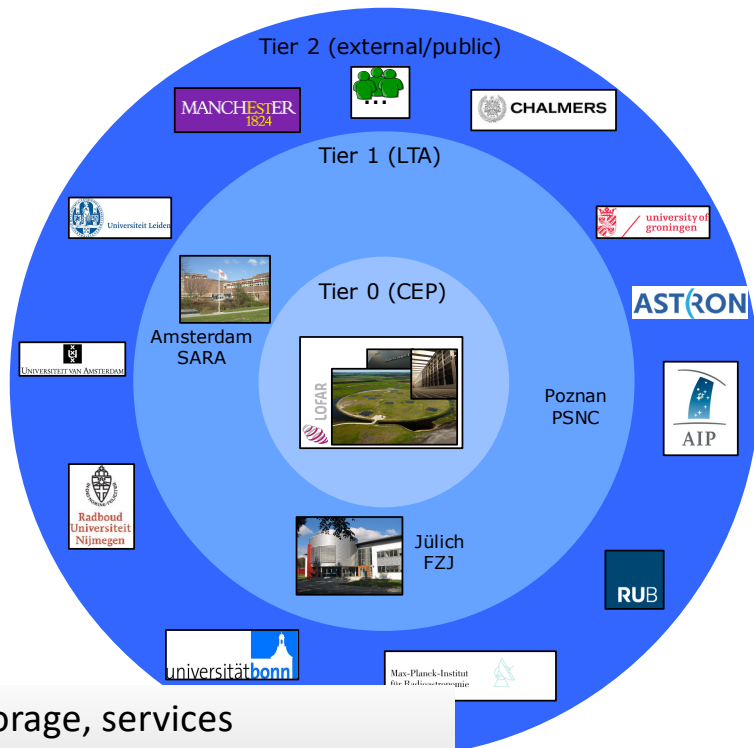 Tier 2 (external/public)
MANCHESTER
1824
...
CHALMERS
Tier 1 (LTA)
Universiteit Leiden
university of
groningen
Tier 0 (CEP)
ASTRON
Amsterdam
SARA
LOFAR
UNIVERSITEIT VAN AMSTERDAM
Poznan
PSNC
AIP
Radboud
Universiteit
Nijmegen
Jülich
FZJ
RUB
universitätbonn
Max-Planck-Institut
für Radioastronomie
orage, services